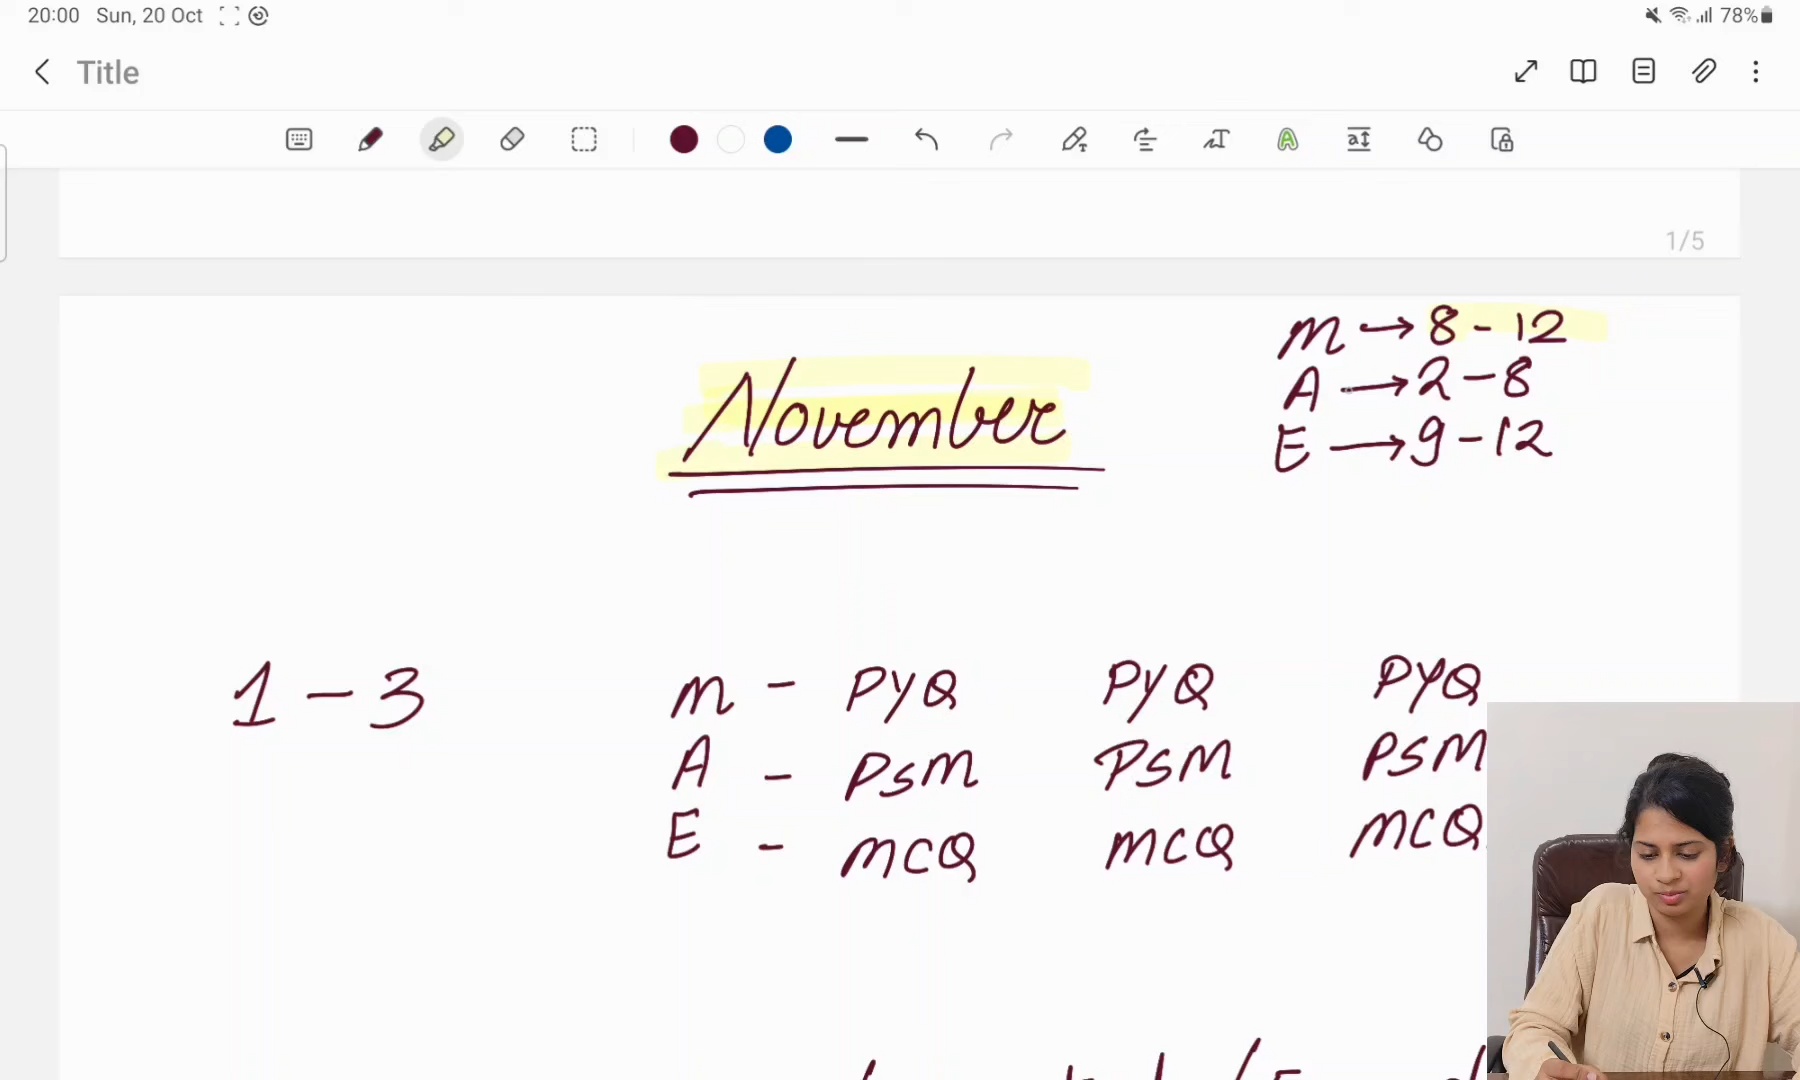 20:00 Sun, 20 Oct
78%
Title
1/5
M → 8 - 12
A → 2 - 8
E → 9 - 12
November
1 - 3
M - PYQ PYQ PYQ
A - PSM PSM PSM
E - MCQ MCQ MCQ